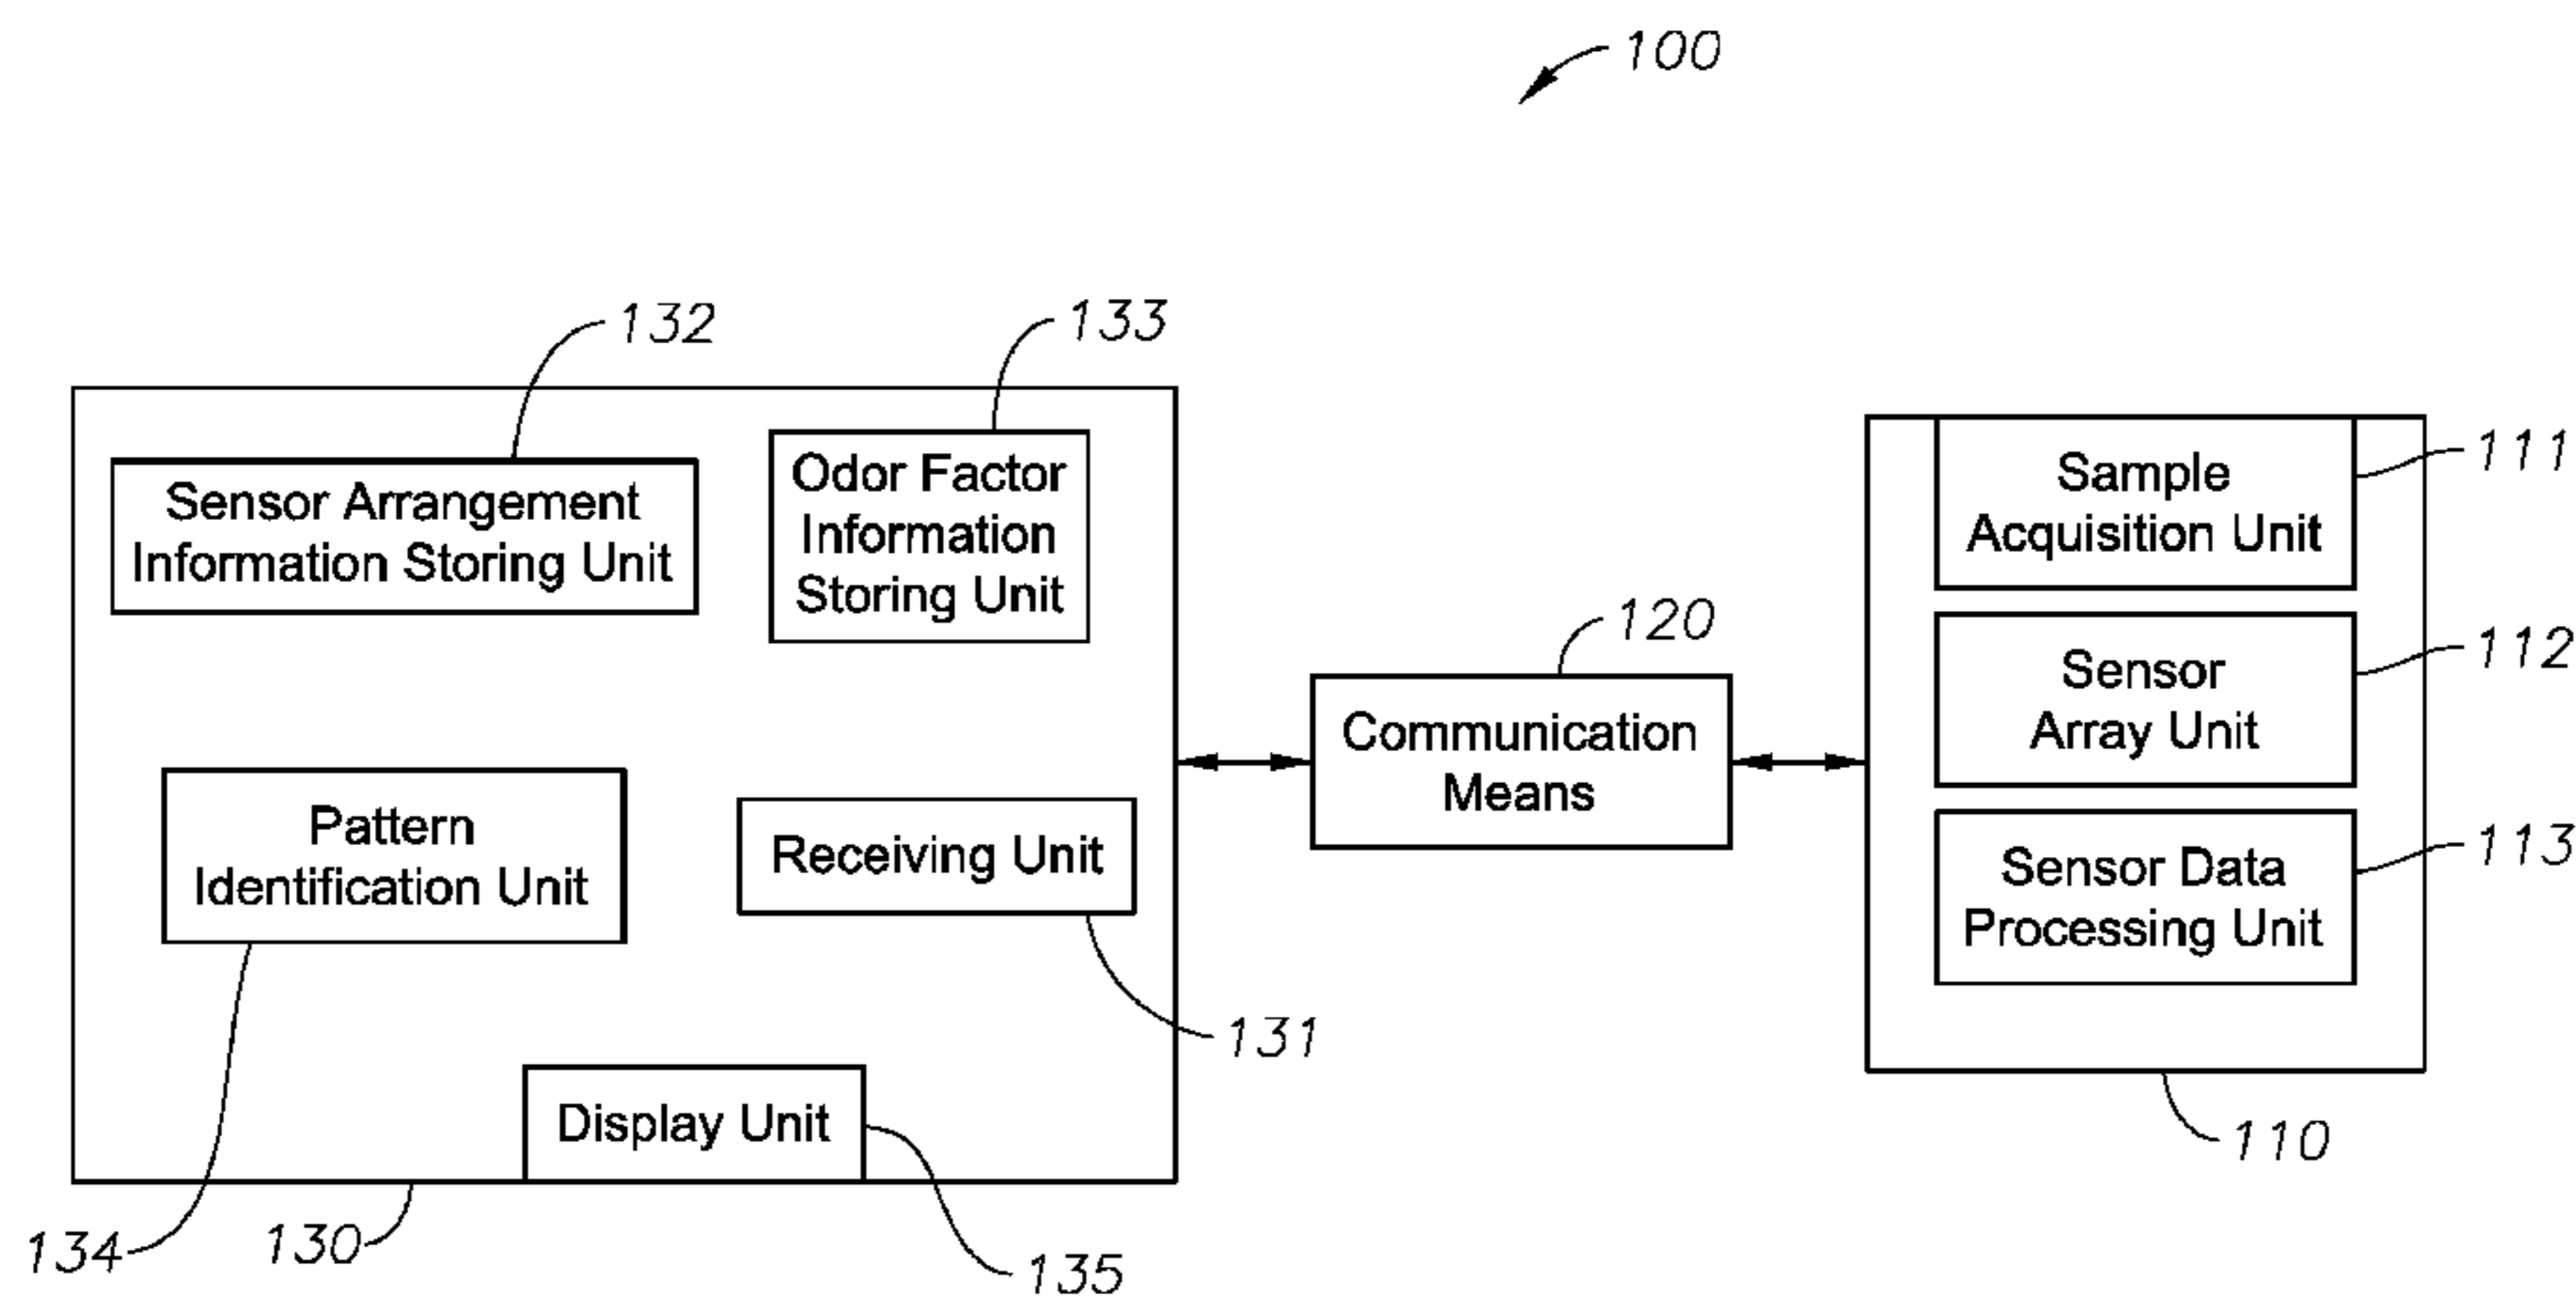 100
132
133
Sensor Arrangement
Information Storing Unit
Odor Factor
Information
Storing Unit
Pattern
Identification Unit
Receiving Unit
131
Display Unit
134
130
135
120
Communication
Means
Sample
Acquisition Unit
111
Sensor
Array Unit
112
Sensor Data
Processing Unit
113
110